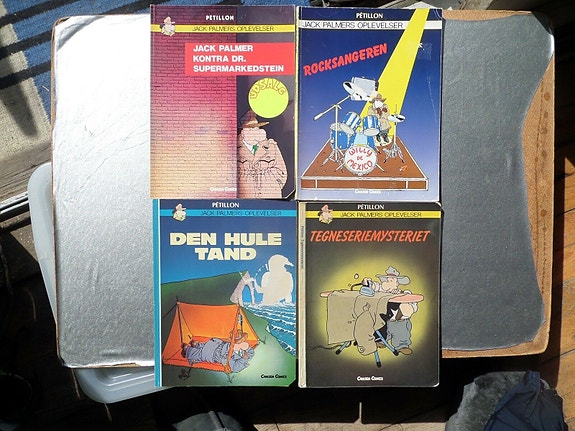 PÉTILLON
JACK PALMERS OPLEVELSER
JACK PALMER
KONTRA DR.
SUPERMARKEDSTEIN
UDSALG
CARLSEN COMICS
PÉTILLON
JACK PALMERS OPLEVELSER
ROCKSANGEREN
WILLY
DE
MEXICO
CARLSEN COMICS
PÉTILLON
JACK PALMERS OPLEVELSER
DEN HULE
TAND
CARLSEN COMICS
PÉTILLON
JACK PALMERS OPLEVELSER
TEGNESERIEMYSTERIET
CARLSEN COMICS